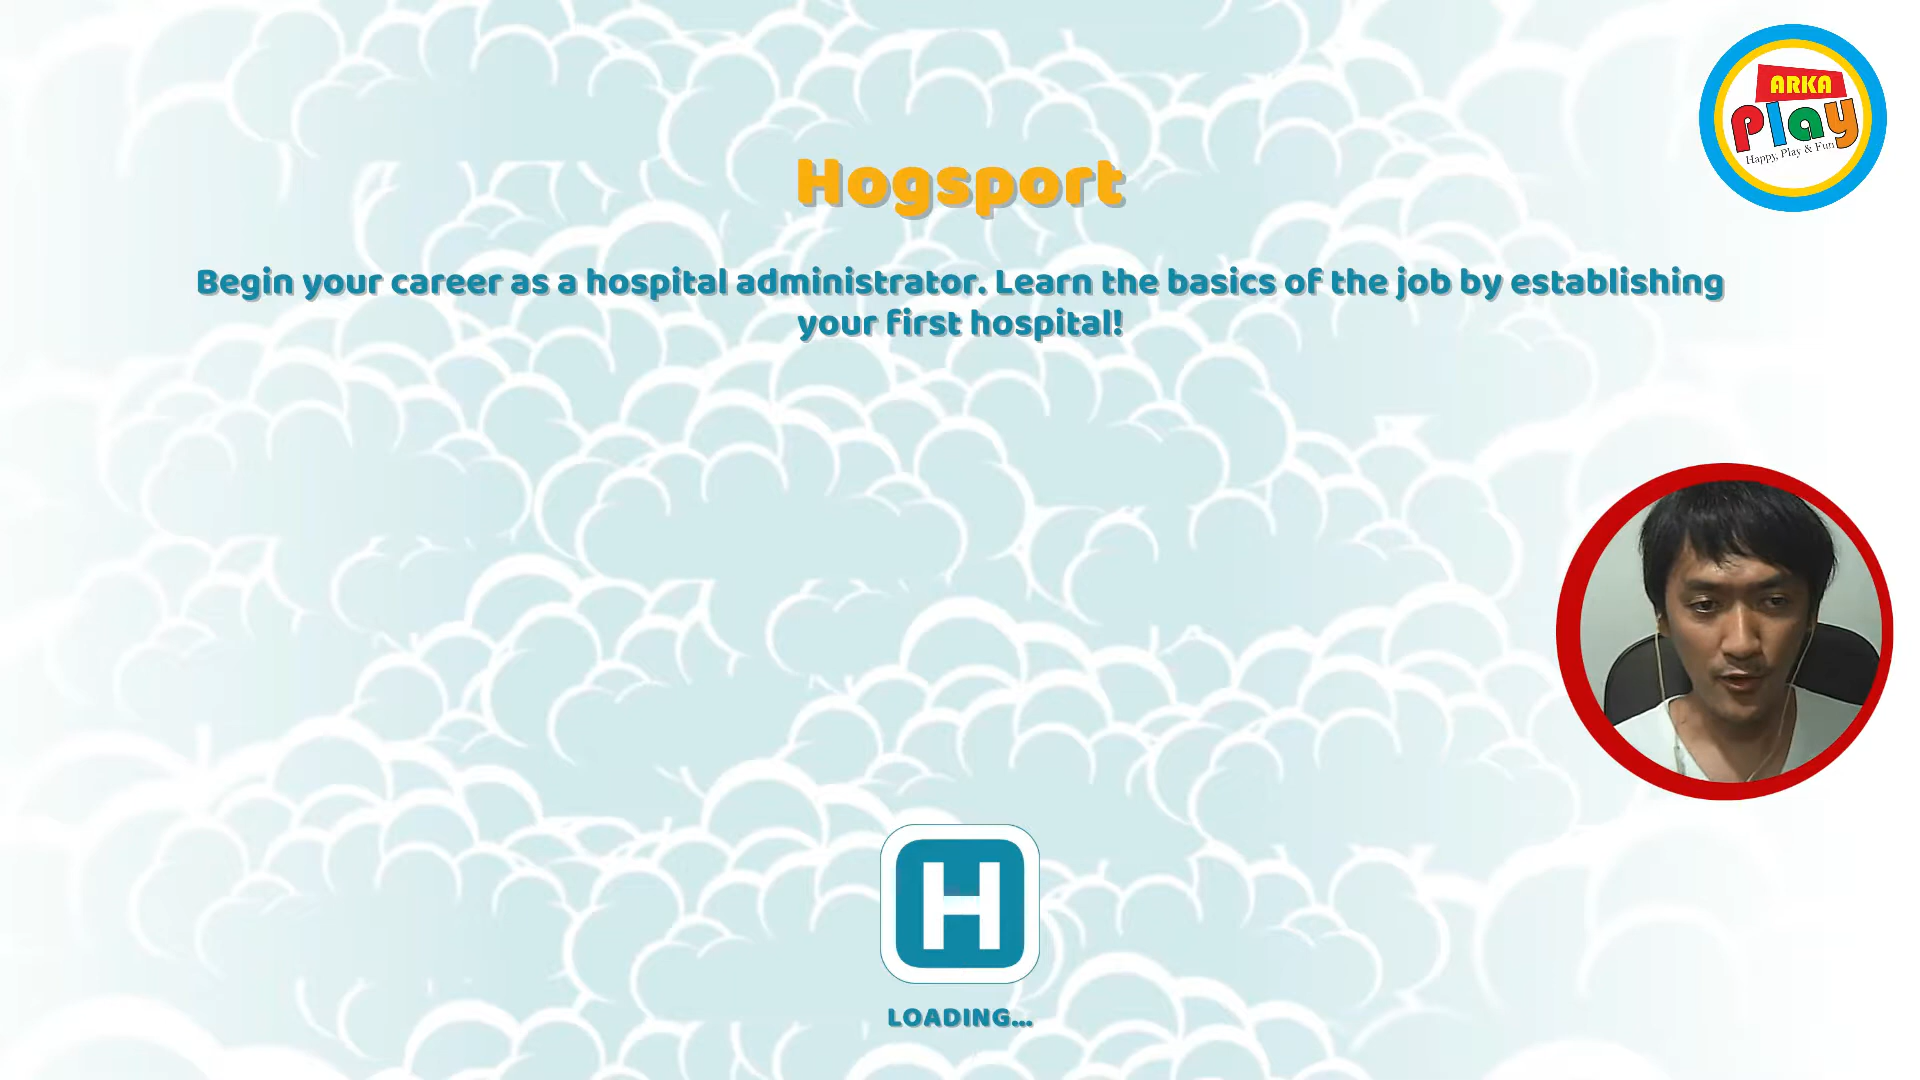 ARKA
Play
Happy, Play & Fun
Hogsport
Begin your career as a hospital administrator. Learn the basics of the job by establishing
your first hospital!
H
LOADING...